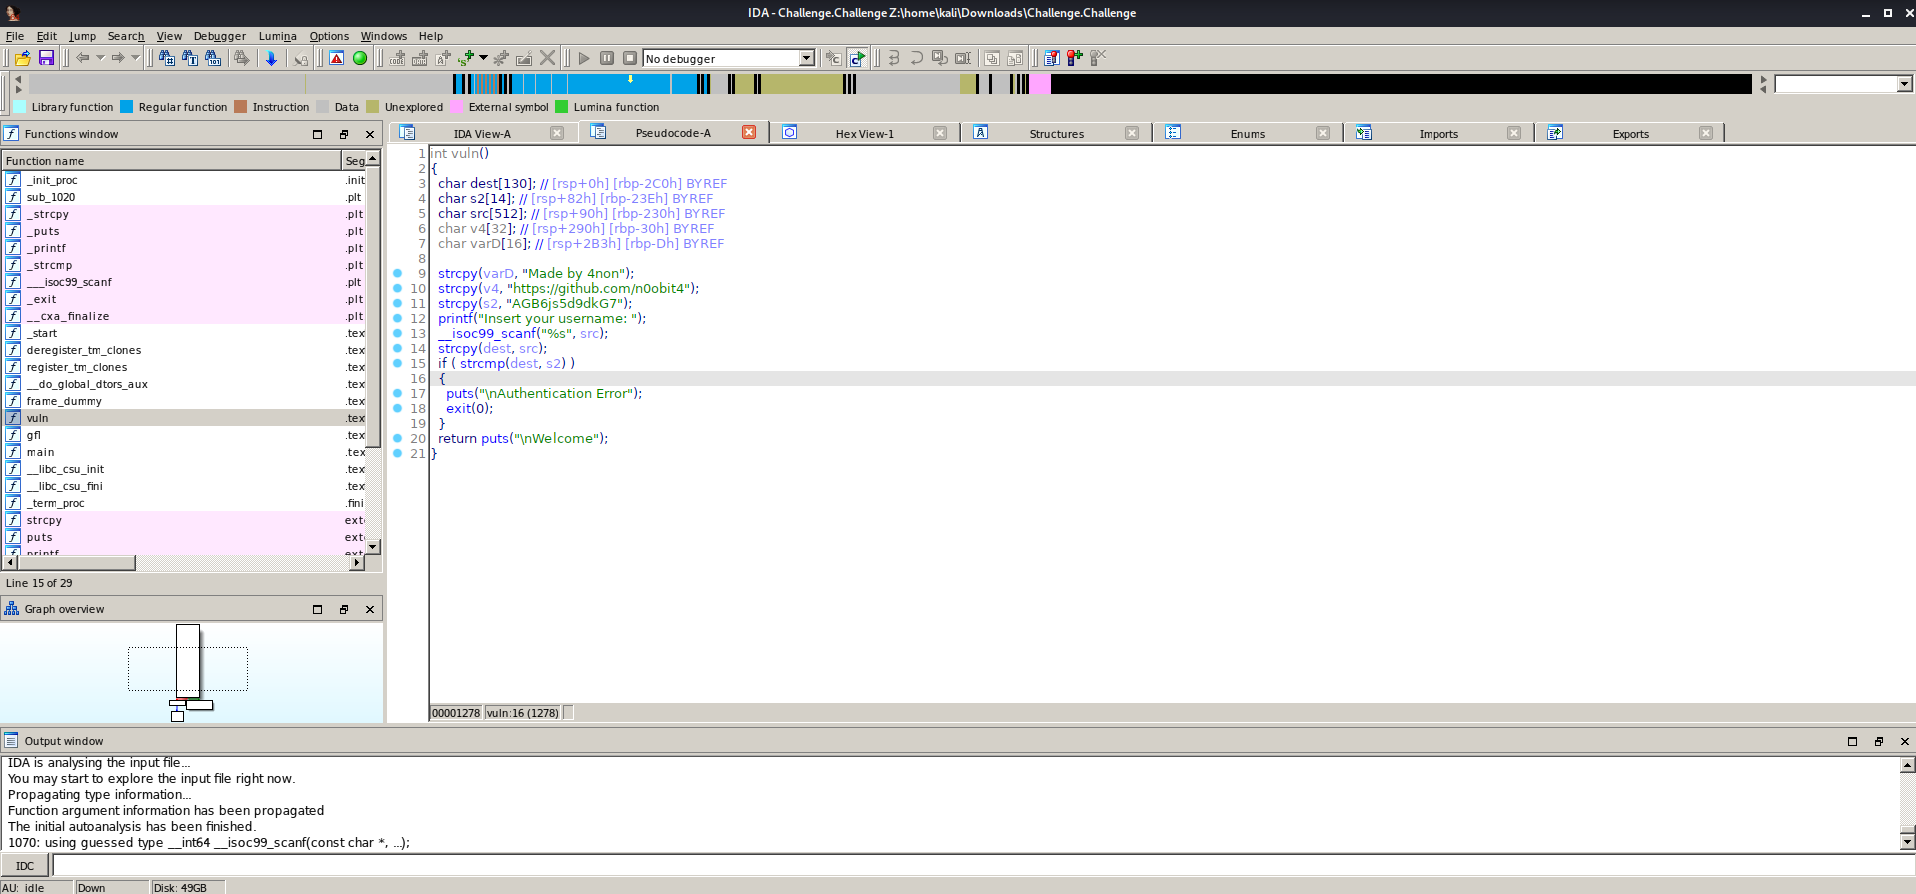 IDA - Challenge.Challenge Z:\home\kali\Downloads\Challenge.Challenge
File Edit Jump Search View Debugger Lumina Options Windows Help
No debugger
Library function Regular function Instruction Data Unexplored External symbol Lumina function
Functions window
Function name Seg
_init_proc .init
sub_1020 .plt
_strcpy .plt
_puts .plt
_printf .plt
_strcmp .plt
___isoc99_scanf .plt
_exit .plt
__cxa_finalize .plt
_start .tex
deregister_tm_clones .tex
register_tm_clones .tex
__do_global_dtors_aux .tex
frame_dummy .tex
vuln .tex
gfl .tex
main .tex
__libc_csu_init .tex
__libc_csu_fini .tex
_term_proc .fini
strcpy ext
puts ext
printf ext
Line 15 of 29
Graph overview
IDA View-A Pseudocode-A Hex View-1 Structures Enums Imports Exports
1 int vuln()
2 {
3 char dest[130]; // [rsp+0h] [rbp-2C0h] BYREF
4 char s2[14]; // [rsp+82h] [rbp-23Eh] BYREF
5 char src[512]; // [rsp+90h] [rbp-230h] BYREF
6 char v4[32]; // [rsp+290h] [rbp-30h] BYREF
7 char varD[16]; // [rsp+2B3h] [rbp-Dh] BYREF
8
9 strcpy(varD, "Made by 4non");
10 strcpy(v4, "https://github.com/n0obit4");
11 strcpy(s2, "AGB6js5d9dkG7");
12 printf("Insert your username: ");
13 __isoc99_scanf("%s", src);
14 strcpy(dest, src);
15 if ( strcmp(dest, s2) )
16 {
17 puts("\nAuthentication Error");
18 exit(0);
19 }
20 return puts("\nWelcome");
21 }
00001278 vuln:16 (1278)
Output window
IDA is analysing the input file...
You may start to explore the input file right now.
Propagating type information...
Function argument information has been propagated
The initial autoanalysis has been finished.
1070: using guessed type __int64 __isoc99_scanf(const char *, ...);
IDC
AU: idle Down Disk: 49GB